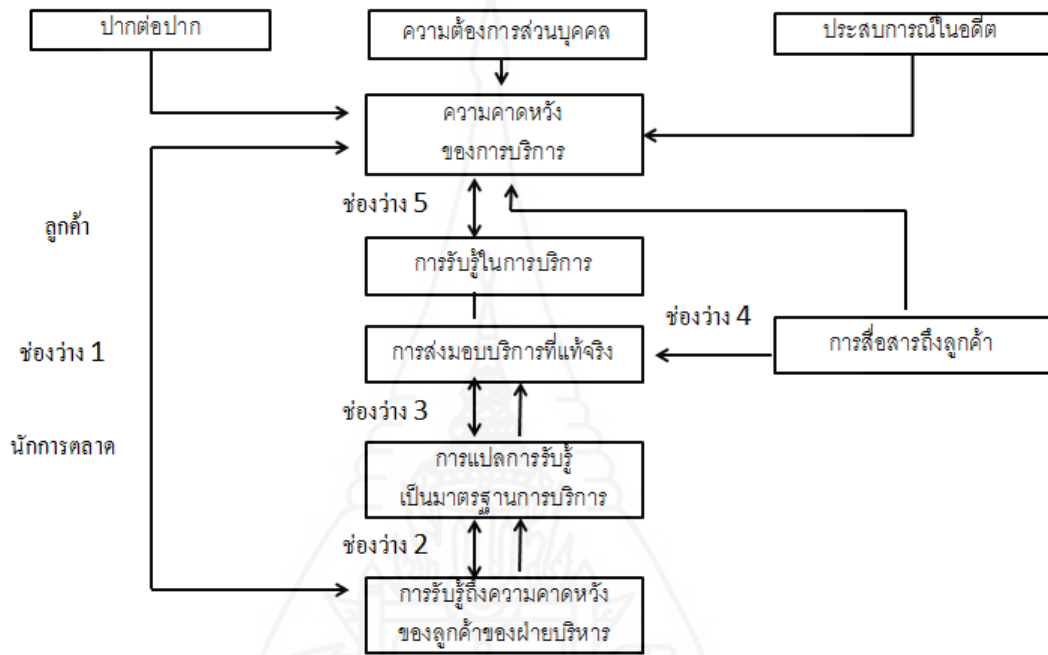 ปากต่อปาก
ความต้องการส่วนบุคคล
ประสบการณ์ในอดีต
ความคาดหวัง
ของการบริการ
ช่องว่าง 5
ลูกค้า
การรับรู้ในการบริการ
ช่องว่าง 4
ช่องว่าง 1
การส่งมอบบริการที่แท้จริง
การสื่อสารถึงลูกค้า
ช่องว่าง 3
นักการตลาด
การแปลการรับรู้
เป็นมาตรฐานการบริการ
ช่องว่าง 2
การรับรู้ถึงความคาดหวัง
ของลูกค้าของฝ่ายบริหาร